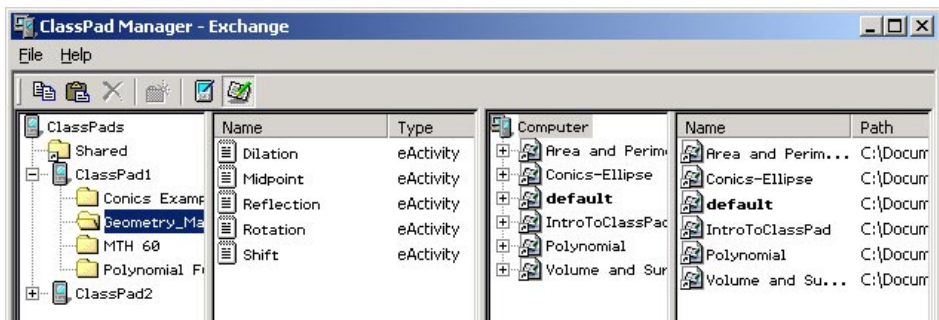 ClassPad Manager - Exchange
File Help
ClassPads
Shared
ClassPad1
Conics Examp
Geometry_Ma
MTH 60
Polynomial F
ClassPad2
Name Type
Dilation eActivity
Midpoint eActivity
Reflection eActivity
Rotation eActivity
Shift eActivity
Computer
Area and Perim
Conics-Ellipse
default
IntroToClassPad
Polynomial
Volume and Sur
Name Path
Area and Perim... C:\Docum
Conics-Ellipse C:\Docum
default C:\Docum
IntroToClassPad C:\Docum
Polynomial C:\Docum
Volume and Su... C:\Docum